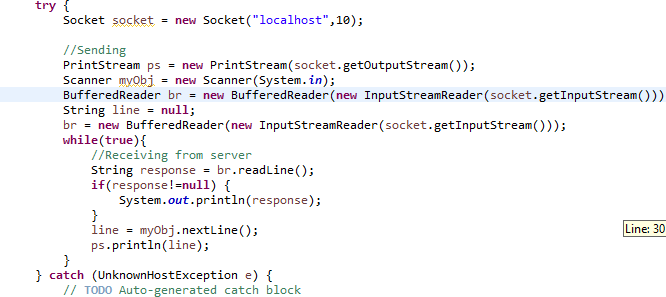 try {
    Socket socket = new Socket("localhost",10);
    //Sending
    PrintStream ps = new PrintStream(socket.getOutputStream());
    Scanner myObj = new Scanner(System.in);
    BufferedReader br = new BufferedReader(new InputStreamReader(socket.getInputStream()))
    String line = null;
    br = new BufferedReader(new InputStreamReader(socket.getInputStream()));
    while(true){
        //Receiving from server
        String response = br.readLine();
        if(response!=null) {
            System.out.println(response);
        }
        line = myObj.nextLine();
Line: 30
        ps.println(line);
    }
} catch (UnknownHostException e) {
    // TODO Auto-generated catch block